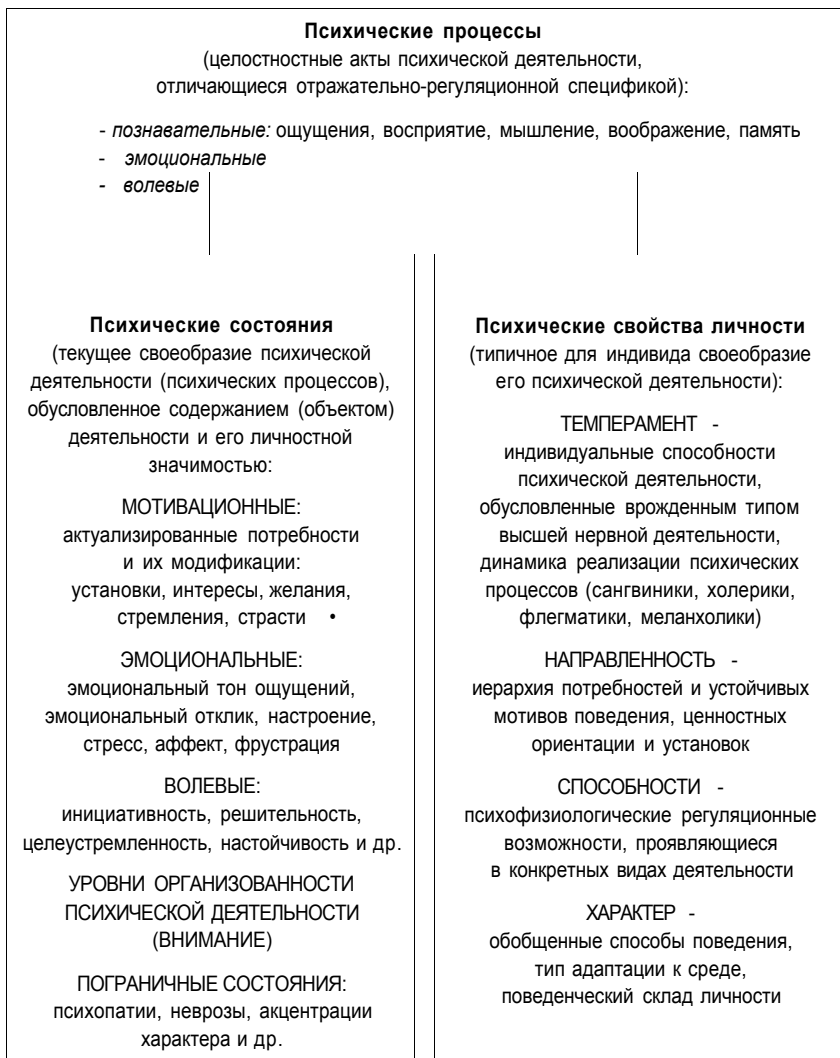 Психические процессы
(целостностные акты психической деятельности,
отличающиеся отражательно-регуляционной спецификой):
- познавательные: ощущения, восприятие, мышление, воображение, память
- эмоциональные
- волевые
Психические состояния
(текущее своеобразие психической
деятельности (психических процессов),
обусловленное содержанием (объектом)
деятельности и его личностной
значимостью:
МОТИВАЦИОННЫЕ:
актуализированные потребности
и их модификации:
установки, интересы, желания,
стремления, страсти •
ЭМОЦИОНАЛЬНЫЕ:
эмоциональный тон ощущений,
эмоциональный отклик, настроение,
стресс, аффект, фрустрация
ВОЛЕВЫЕ:
инициативность, решительность,
целеустремленность, настойчивость и др.
УРОВНИ ОРГАНИЗОВАННОСТИ
ПСИХИЧЕСКОЙ ДЕЯТЕЛЬНОСТИ
(ВНИМАНИЕ)
ПОГРАНИЧНЫЕ СОСТОЯНИЯ:
психопатии, неврозы, акцентрации
характера и др.
Психические свойства личности
(типичное для индивида своеобразие
его психической деятельности):
ТЕМПЕРАМЕНТ -
индивидуальные способности
психической деятельности,
обусловленные врожденным типом
высшей нервной деятельности,
динамика реализации психических
процессов (сангвиники, холерики,
флегматики, меланхолики)
НАПРАВЛЕННОСТЬ -
иерархия потребностей и устойчивых
мотивов поведения, ценностных
ориентации и установок
СПОСОБНОСТИ -
психофизиологические регуляционные
возможности, проявляющиеся
в конкретных видах деятельности
ХАРАКТЕР -
обобщенные способы поведения,
тип адаптации к среде,
поведенческий склад личности